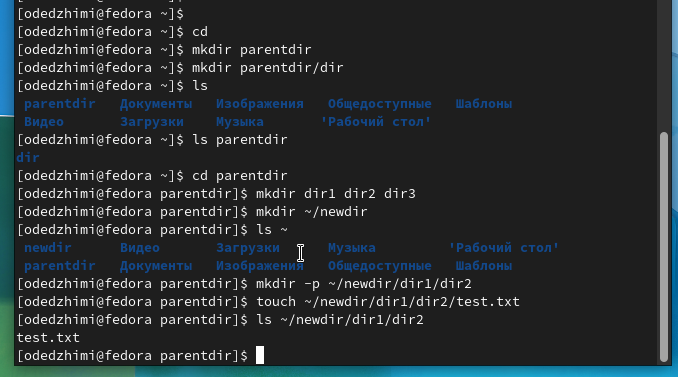 [odedzhimi@fedora ~]$
[odedzhimi@fedora ~]$ cd
[odedzhimi@fedora ~]$ mkdir parentdir
[odedzhimi@fedora ~]$ mkdir parentdir/dir
[odedzhimi@fedora ~]$ ls
parentdir   Документы   Изображения   Общедоступные   Шаблоны
Видео       Загрузки    Музыка       'Рабочий стол'
[odedzhimi@fedora ~]$ ls parentdir
dir
[odedzhimi@fedora ~]$ cd parentdir
[odedzhimi@fedora parentdir]$ mkdir dir1 dir2 dir3
[odedzhimi@fedora parentdir]$ mkdir ~/newdir
[odedzhimi@fedora parentdir]$ ls ~
newdir      Видео       Загрузки      Музыка         'Рабочий стол'
parentdir   Документы   Изображения   Общедоступные   Шаблоны
[odedzhimi@fedora parentdir]$ mkdir -p ~/newdir/dir1/dir2
[odedzhimi@fedora parentdir]$ touch ~/newdir/dir1/dir2/test.txt
[odedzhimi@fedora parentdir]$ ls ~/newdir/dir1/dir2
test.txt
[odedzhimi@fedora parentdir]$